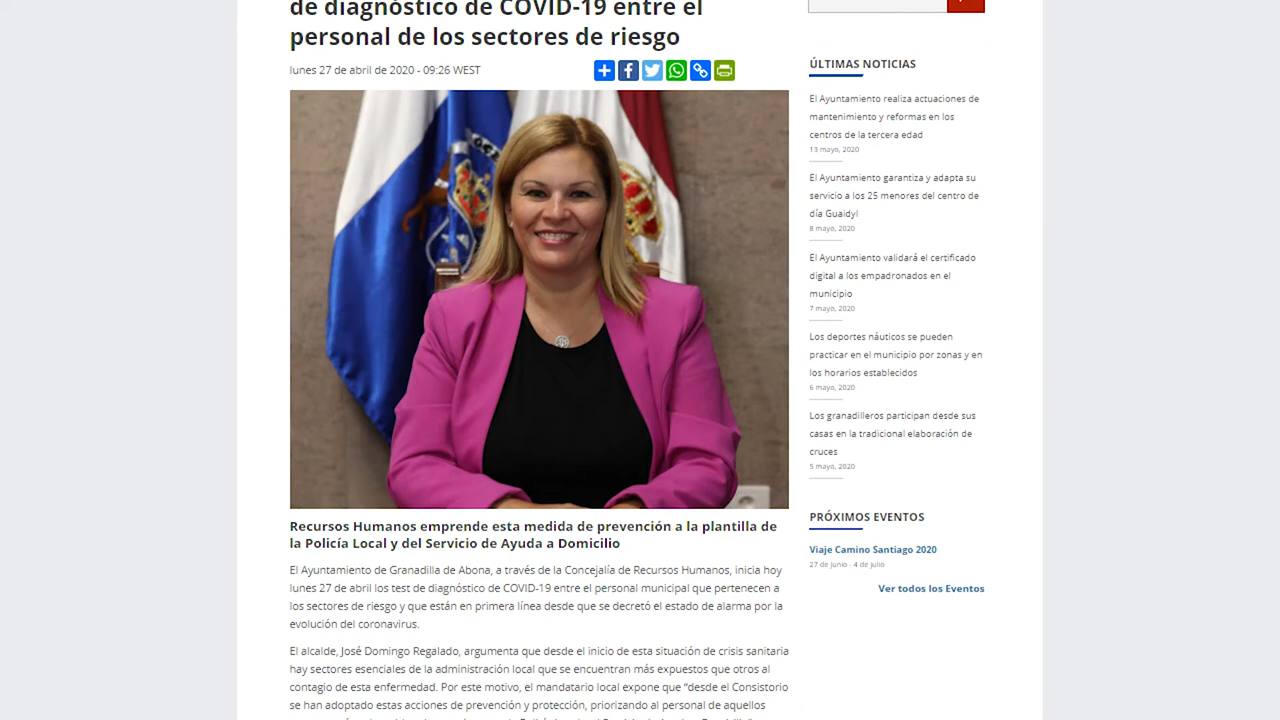 de diagnóstico de COVID-19 entre el
personal de los sectores de riesgo
lunes 27 de abril de 2020 - 09:26 WEST
Recursos Humanos emprende esta medida de prevención a la plantilla de
la Policía Local y del Servicio de Ayuda a Domicilio
El Ayuntamiento de Granadilla de Abona, a través de la Concejalía de Recursos Humanos, inicia hoy
lunes 27 de abril los test de diagnóstico de COVID-19 entre el personal municipal que pertenecen a
los sectores de riesgo y que están en primera línea desde que se decretó el estado de alarma por la
evolución del coronavirus.
El alcalde, José Domingo Regalado, argumenta que desde el inicio de esta situación de crisis sanitaria
hay sectores esenciales de la administración local que se encuentran más expuestos que otros al
contagio de esta enfermedad. Por este motivo, el mandatario local expone que “desde el Consistorio
se han adoptado estas acciones de prevención y protección, priorizando al personal de aquellos
ÚLTIMAS NOTICIAS
El Ayuntamiento realiza actuaciones de
mantenimiento y reformas en los
centros de la tercera edad
13 mayo, 2020
El Ayuntamiento garantiza y adapta su
servicio a los 25 menores del centro de
día Guaidyl
8 mayo, 2020
El Ayuntamiento validará el certificado
digital a los empadronados en el
municipio
7 mayo, 2020
Los deportes náuticos se pueden
practicar en el municipio por zonas y en
los horarios establecidos
6 mayo, 2020
Los granadilleros participan desde sus
casas en la tradicional elaboración de
cruces
5 mayo, 2020
PRÓXIMOS EVENTOS
Viaje Camino Santiago 2020
27 de junio - 4 de julio
Ver todos los Eventos